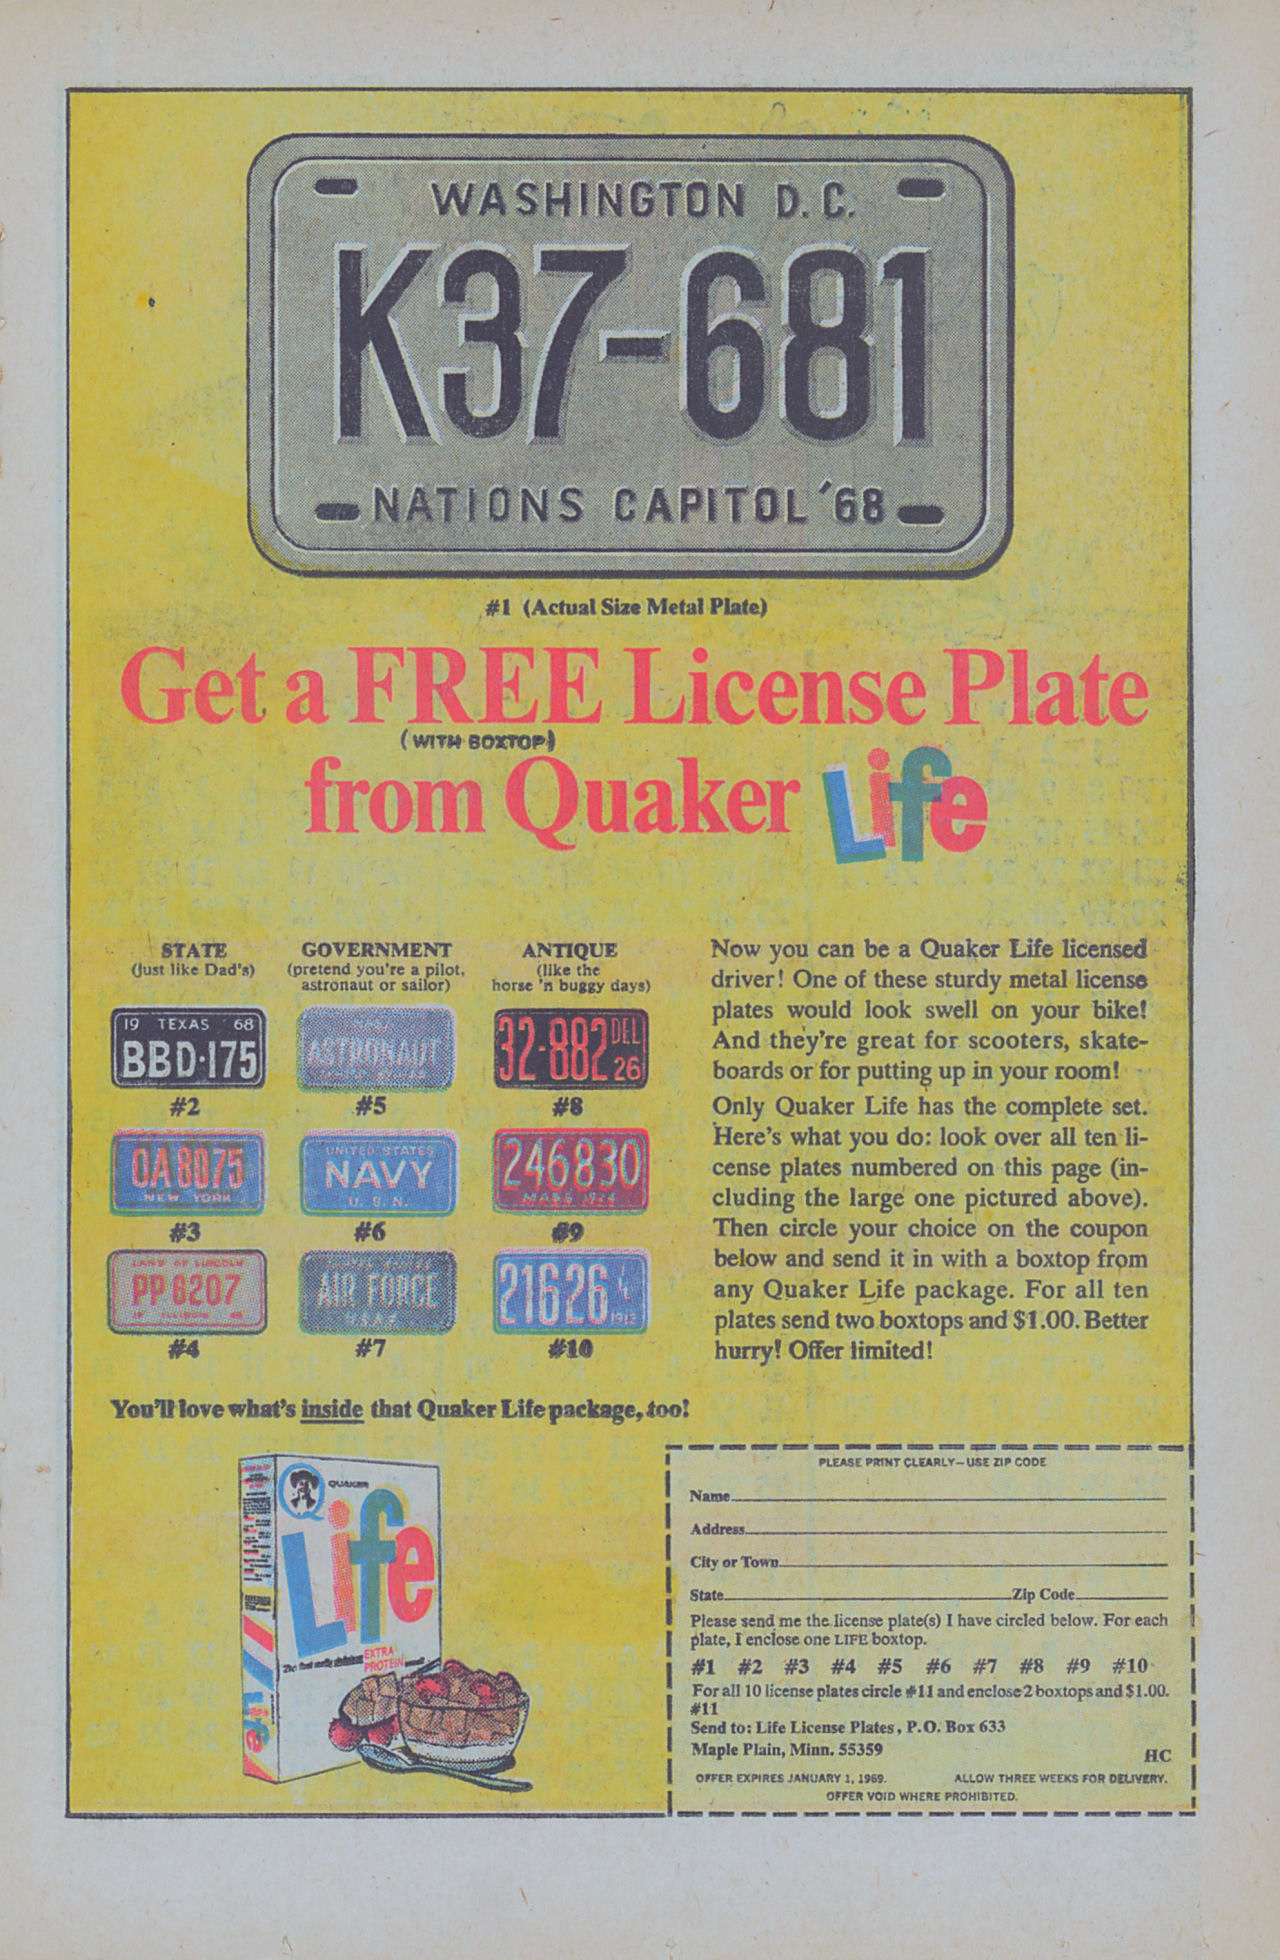 WASHINGTON D.C.
K37-681
NATIONS CAPITOL '68
#1 (Actual Size Metal Plate)
Get a FREE License Plate
(WITH BOXTOP)
from Quaker Life
STATE
(Just like Dad's)
19 TEXAS 68
BBD·175
#2
OA 8075
NEW YORK
#3
LAND OF LINCOLN
PP 6207
#4
GOVERNMENT
(pretend you're a pilot,
astronaut or sailor)
ASTRONAUT
#5
UNITED STATES
NAVY
U.S.N.
#6
AIR FORCE
U.S.A.F.
#7
ANTIQUE
(like the
horse 'n buggy days)
32-882 DEL 26
#8
246830
MASS 1924
#9
21626
1912
#10
Now you can be a Quaker Life licensed
driver! One of these sturdy metal license
plates would look swell on your bike!
And they're great for scooters, skate-
boards or for putting up in your room!
Only Quaker Life has the complete set.
Here's what you do: look over all ten li-
cense plates numbered on this page (in-
cluding the large one pictured above).
Then circle your choice on the coupon
below and send it in with a boxtop from
any Quaker Life package. For all ten
plates send two boxtops and $1.00. Better
hurry! Offer limited!
You'll love what's inside that Quaker Life package, too!
QUAKER
Life
EXTRA
PROTEIN
Life
PLEASE PRINT CLEARLY—USE ZIP CODE
Name
Address
City or Town
State Zip Code
Please send me the license plate(s) I have circled below. For each
plate, I enclose one LIFE boxtop.
#1 #2 #3 #4 #5 #6 #7 #8 #9 #10
For all 10 license plates circle #11 and enclose 2 boxtops and $1.00.
#11
Send to: Life License Plates, P.O. Box 633
Maple Plain, Minn. 55359
HC
OFFER EXPIRES JANUARY 1, 1969. ALLOW THREE WEEKS FOR DELIVERY.
OFFER VOID WHERE PROHIBITED.